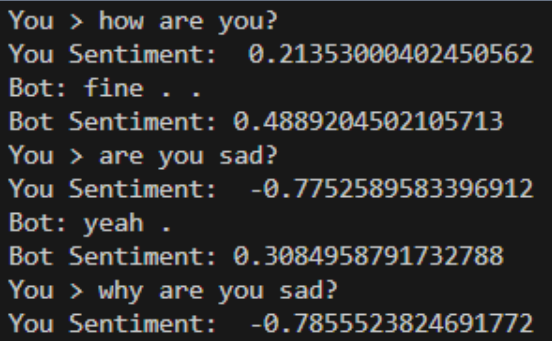 You > how are you?
You Sentiment:  0.21353000402450562
Bot: fine . .
Bot Sentiment: 0.4889204502105713
You > are you sad?
You Sentiment:  -0.7752589583396912
Bot: yeah .
Bot Sentiment: 0.3084958791732788
You > why are you sad?
You Sentiment:  -0.7855523824691772